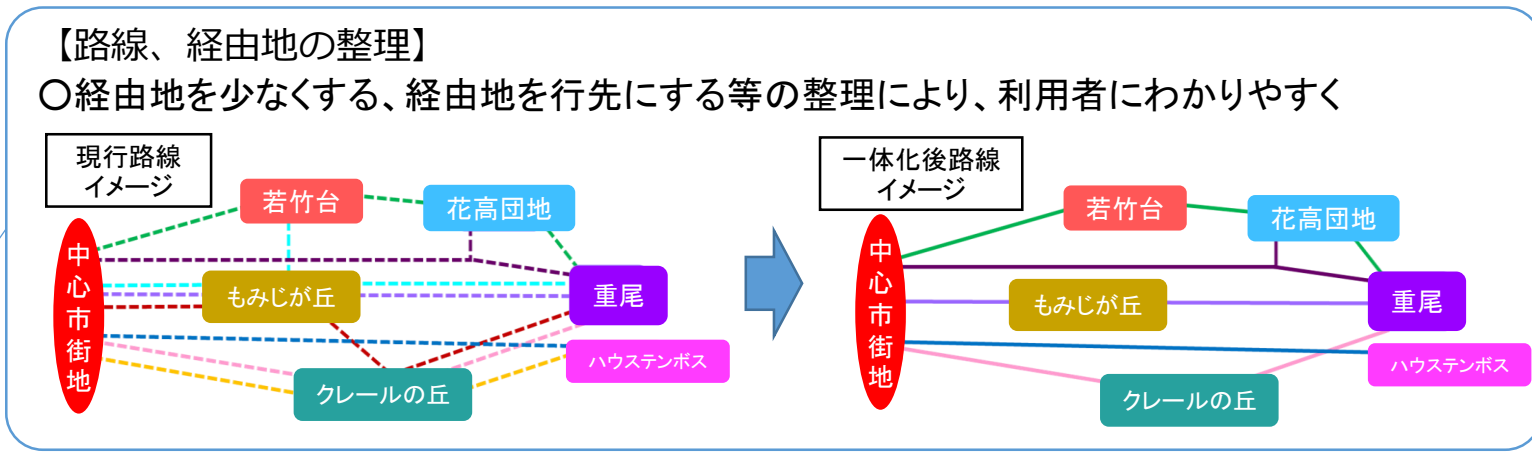 【路線、経由地の整理】
〇経由地を少なくする、経由地を行先にする等の整理により、利用者にわかりやすく
現行路線
イメージ
若竹台
花高団地
中心市街地
もみじが丘
重尾
ハウステンボス
クレールの丘
一体化後路線
イメージ
若竹台
花高団地
中心市街地
もみじが丘
重尾
ハウステンボス
クレールの丘